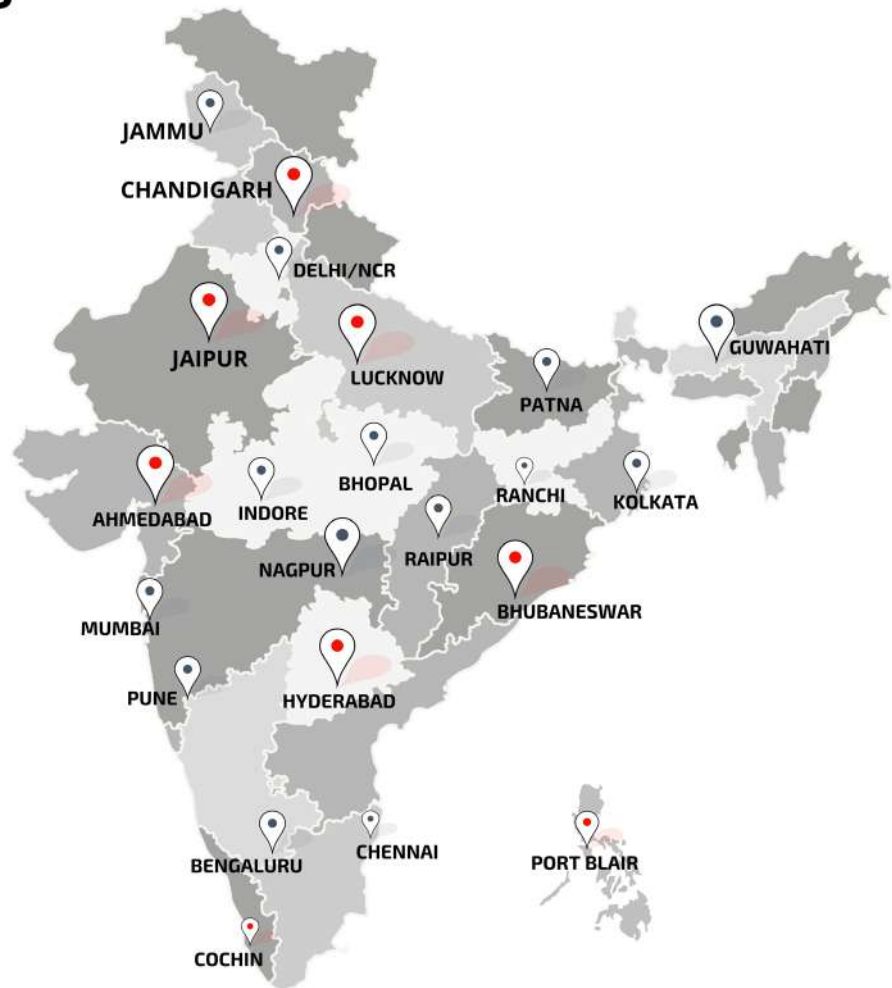 JAMMU
CHANDIGARH
DELHI/NCR
JAIPUR
LUCKNOW
GUWAHATI
PATNA
BHOPAL
RANCHI
KOLKATA
AHMEDABAD
INDORE
NAGPUR
RAIPUR
BHUBANESWAR
MUMBAI
PUNE
HYDERABAD
BENGALURU
CHENNAI
PORT BLAIR
COCHIN